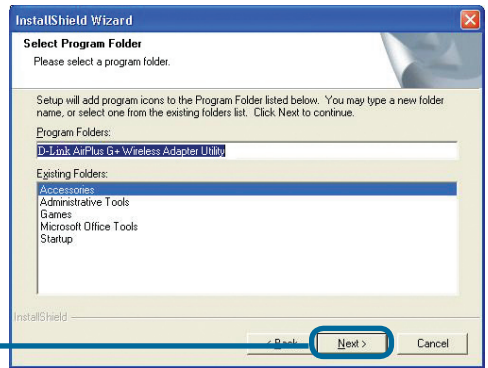 InstallShield Wizard
Select Program Folder
Please select a program folder.
Setup will add program icons to the Program Folder listed below. You may type a new folder
name, or select one from the existing folders list. Click Next to continue.
Program Folders:
D-Link AirPlus G+ Wireless Adapter Utility
Existing Folders:
Accessories
Administrative Tools
Games
Microsoft Office Tools
Startup
InstallShield
< Back Next > Cancel